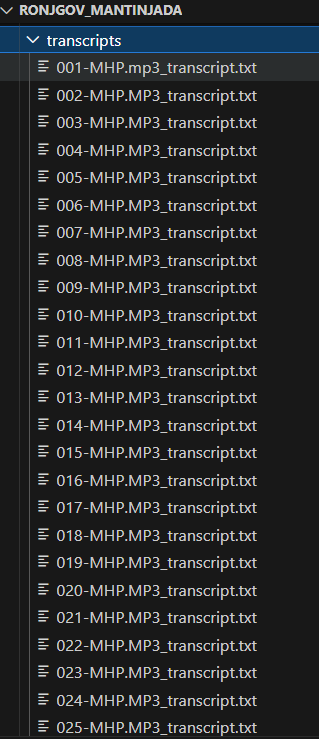 RONJGOV_MANTINJADA
transcripts
001-MHP.mp3_transcript.txt
002-MHP.MP3_transcript.txt
003-MHP.MP3_transcript.txt
004-MHP.MP3_transcript.txt
005-MHP.MP3_transcript.txt
006-MHP.MP3_transcript.txt
007-MHP.MP3_transcript.txt
008-MHP.MP3_transcript.txt
009-MHP.MP3_transcript.txt
010-MHP.MP3_transcript.txt
011-MHP.MP3_transcript.txt
012-MHP.MP3_transcript.txt
013-MHP.MP3_transcript.txt
014-MHP.MP3_transcript.txt
015-MHP.MP3_transcript.txt
016-MHP.MP3_transcript.txt
017-MHP.MP3_transcript.txt
018-MHP.MP3_transcript.txt
019-MHP.MP3_transcript.txt
020-MHP.MP3_transcript.txt
021-MHP.MP3_transcript.txt
022-MHP.MP3_transcript.txt
023-MHP.MP3_transcript.txt
024-MHP.MP3_transcript.txt
025-MHP.MP3_transcript.txt